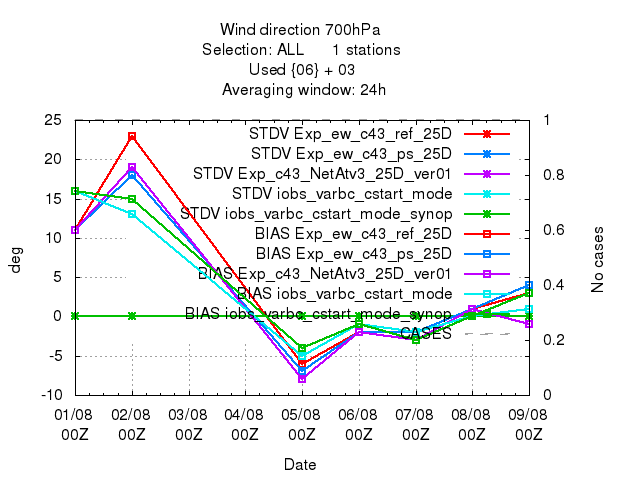 Wind direction 700hPa
Selection: ALL 1 stations
Used {06} + 03
Averaging window: 24h
25
20
15
10
5
0
-5
-10
deg
1
0.8
0.6
0.4
0.2
0
No cases
STDV Exp_ew_c43_ref_25D
STDV Exp_ew_c43_ps_25D
STDV Exp_c43_NetAtv3_25D_ver01
STDV iobs_varbc_cstart_mode
STDV iobs_varbc_cstart_mode_synop
BIAS Exp_ew_c43_ref_25D
BIAS Exp_ew_c43_ps_25D
BIAS Exp_c43_NetAtv3_25D_ver01
BIAS iobs_varbc_cstart_mode
BIAS iobs_varbc_cstart_mode_synop
CASES
01/08 02/08 03/08 04/08 05/08 06/08 07/08 08/08 09/08
00Z 00Z 00Z 00Z 00Z 00Z 00Z 00Z 00Z
Date